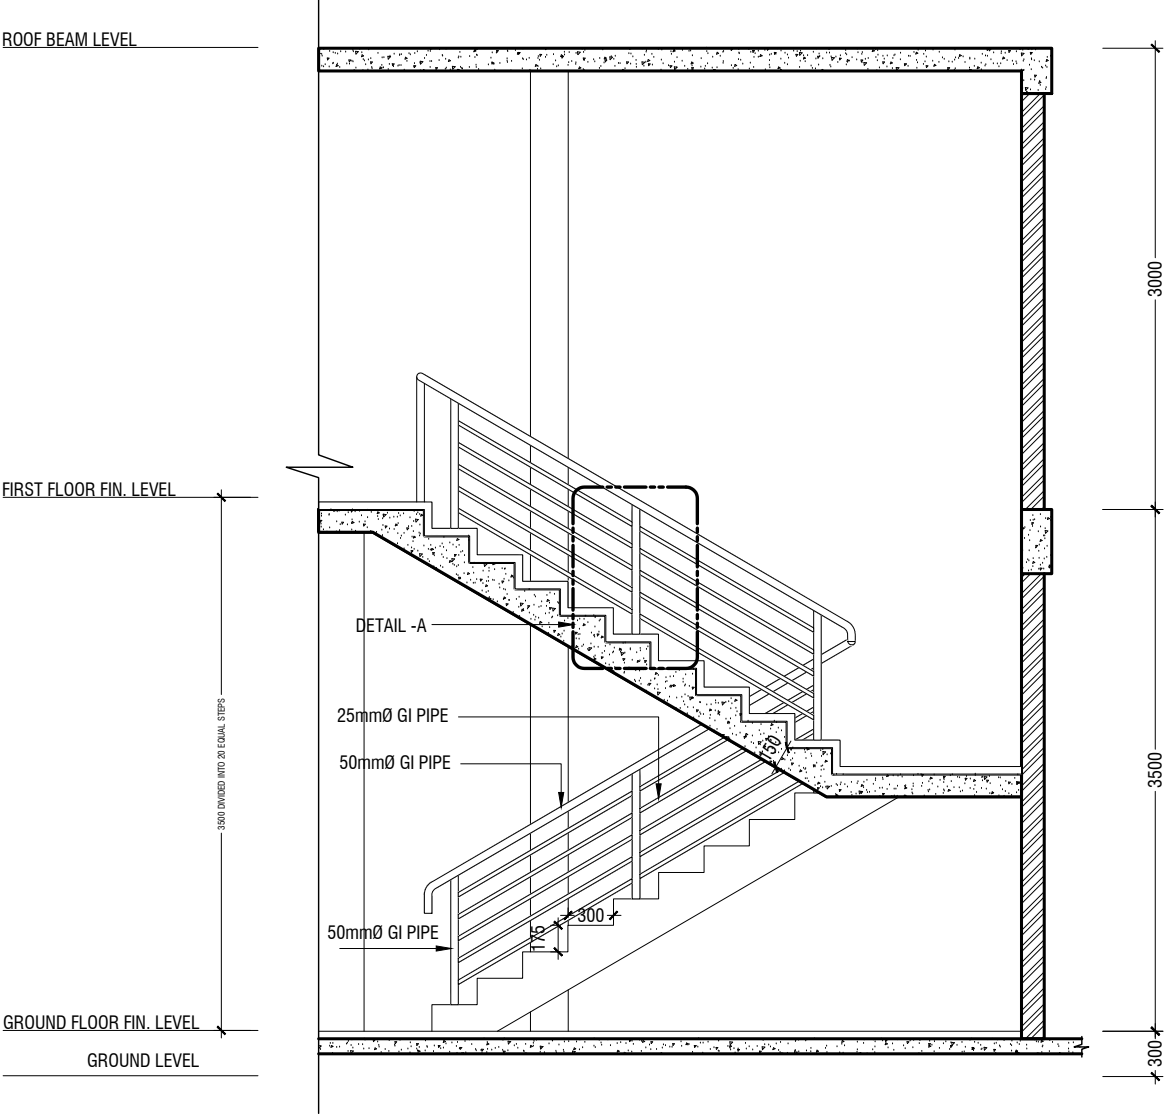 ROOF BEAM LEVEL
3000
FIRST FLOOR FIN. LEVEL
DETAIL -A
25mmØ GI PIPE
150
50mmØ GI PIPE
3500 DIVIDED INTO 20 EQUAL STEPS
3500
300
175
50mmØ GI PIPE
GROUND FLOOR FIN. LEVEL
300
GROUND LEVEL